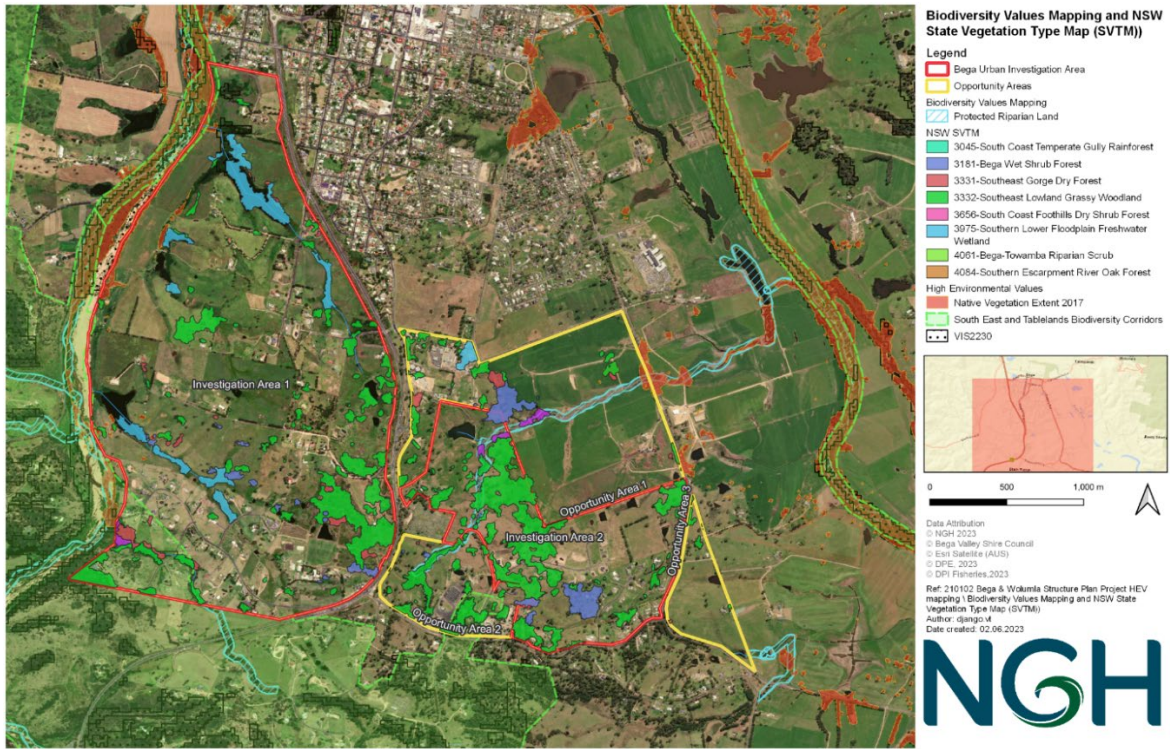 Biodiversity Values Mapping and NSW
State Vegetation Type Map (SVTM))
Legend
Bega Urban Investigation Area
Opportunity Areas
Biodiversity Values Mapping
Protected Riparian Land
NSW SVTM
3045-South Coast Temperate Gully Rainforest
3181-Bega Wet Shrub Forest
3331-Southeast Gorge Dry Forest
3332-Southeast Lowland Grassy Woodland
3656-South Coast Foothills Dry Shrub Forest
3975-Southern Lower Floodplain Freshwater
Wetland
4061-Bega-Towamba Riparian Scrub
4084-Southern Escarpment River Oak Forest
High Environmental Values
Native Vegetation Extent 2017
South East and Tablelands Biodiversity Corridors
VIS2230
Investigation Area 1
Opportunity Area 1
Investigation Area 2
Opportunity Area 3
Opportunity Area 2
0 500 1,000 m
Data Attribution
© NGH 2023
© Bega Valley Shire Council
© Esri Satellite (AUS)
© DPE, 2023
© DPI Fisheries,2023
Ref: 210102 Bega & Wolumla Structure Plan Project HEV
mapping \ Biodiversity Values Mapping and NSW State
Vegetation Type Map (SVTM))
Author: django.vl
Date created: 02.06.2023
NGH